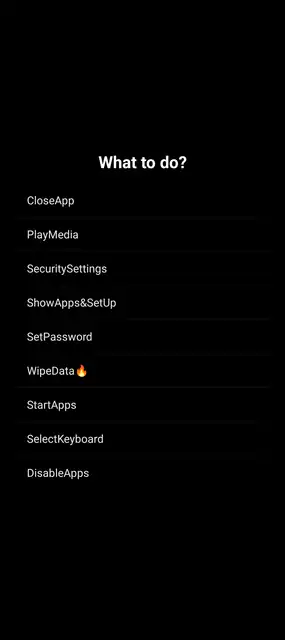 What to do?
CloseApp
PlayMedia
SecuritySettings
ShowApps&SetUp
SetPassword
WipeData🔥
StartApps
SelectKeyboard
DisableApps